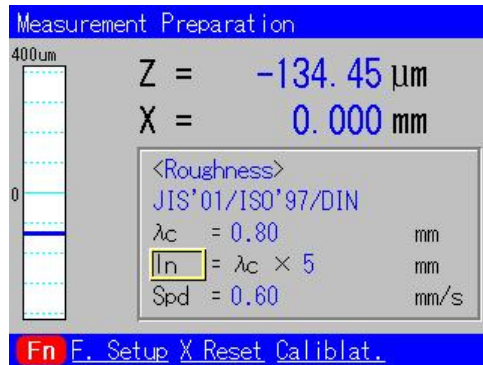 Measurement Preparation
400um
Z = -134.45 µm
X = 0.000 mm
0
<Roughness>
JIS'01/ISO'97/DIN
λc = 0.80 mm
ln = λc × 5 mm
Spd = 0.60 mm/s
Fn F. Setup X Reset Caliblat.